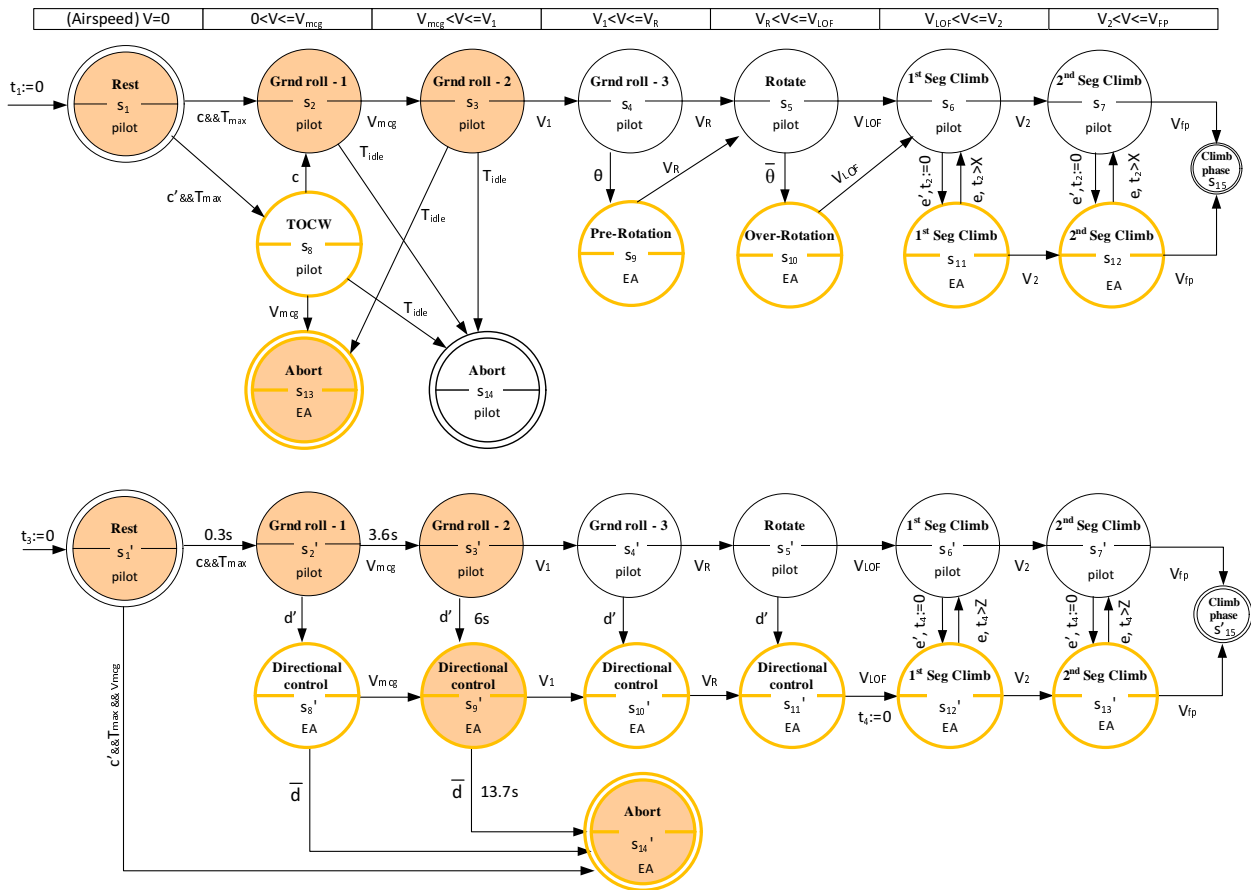 (Airspeed) V=0
0<V<=Vmcg
Vmcg<V<=V1
V1<V<=VR
VR<V<=VLOF
VLOF<V<=V2
V2<V<=VFP
t1:=0
Rest
s1
pilot
c&&Tmax
Grnd roll - 1
s2
pilot
Vmcg
Grnd roll - 2
s3
pilot
V1
Grnd roll - 3
s4
pilot
VR
Rotate
s5
pilot
VLOF
1st Seg Climb
s6
pilot
V2
2nd Seg Climb
s7
pilot
Vfp
Climb
phase
s15
c'&&Tmax
c
Tidle
Tidle
Tidle
θ
VR
θ̅
VLOF
e', t2:=0
e, t2>X
e', t2:=0
e, t2>X
TOCW
s8
pilot
Vmcg
Tidle
Pre-Rotation
s9
EA
Over-Rotation
s10
EA
1st Seg Climb
s11
EA
V2
2nd Seg Climb
s12
EA
Vfp
Abort
s13
EA
Abort
s14
pilot
t3:=0
Rest
s1'
pilot
0.3s
c&&Tmax
Grnd roll - 1
s2'
pilot
3.6s
Vmcg
Grnd roll - 2
s3'
pilot
V1
Grnd roll - 3
s4'
pilot
VR
Rotate
s5'
pilot
VLOF
1st Seg Climb
s6'
pilot
V2
2nd Seg Climb
s7'
pilot
Vfp
Climb
phase
s'15
d'
d'
6s
d'
d'
e', t4:=0
e, t4>Z
e', t4:=0
e, t4>Z
c'&&Tmax && Vmcg
Directional
control
s8'
EA
Vmcg
Directional
control
s9'
EA
V1
Directional
control
s10'
EA
VR
Directional
control
s11'
EA
VLOF
t4:=0
1st Seg Climb
s12'
EA
V2
2nd Seg Climb
s13'
EA
Vfp
d̅
d̅
13.7s
Abort
s14'
EA